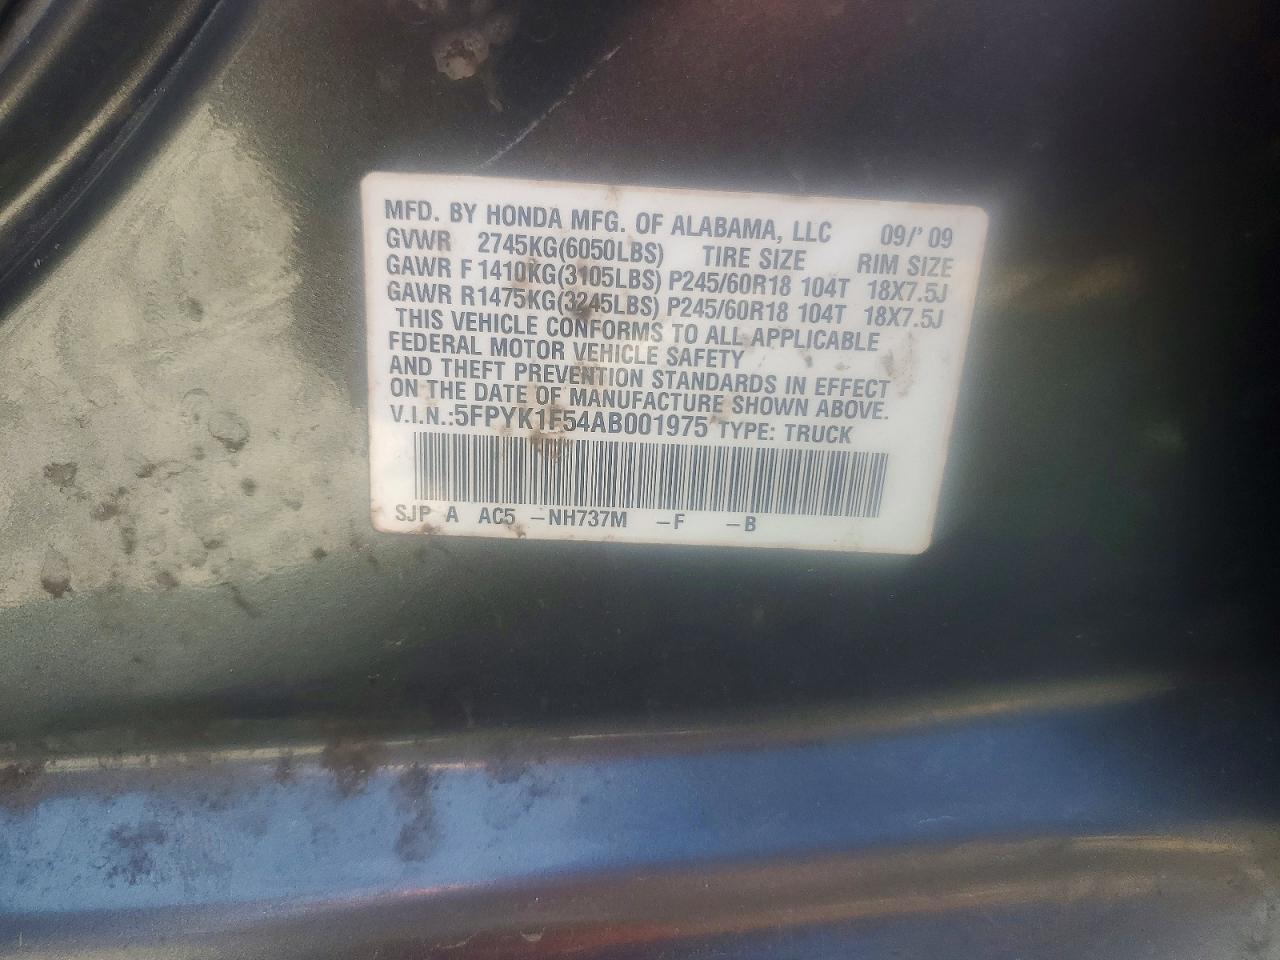 MFD. BY HONDA MFG. OF ALABAMA, LLC 09/'09
GVWR 2745KG(6050LBS) TIRE SIZE RIM SIZE
GAWR F 1410KG(3105LBS) P245/60R18 104T 18X7.5J
GAWR R1475KG(3245LBS) P245/60R18 104T 18X7.5J
THIS VEHICLE CONFORMS TO ALL APPLICABLE
FEDERAL MOTOR VEHICLE SAFETY
AND THEFT PREVENTION STANDARDS IN EFFECT
ON THE DATE OF MANUFACTURE SHOWN ABOVE.
V.I.N.:5FPYK1F54AB001975 TYPE: TRUCK
SJP A AC5 -NH737M -F -B